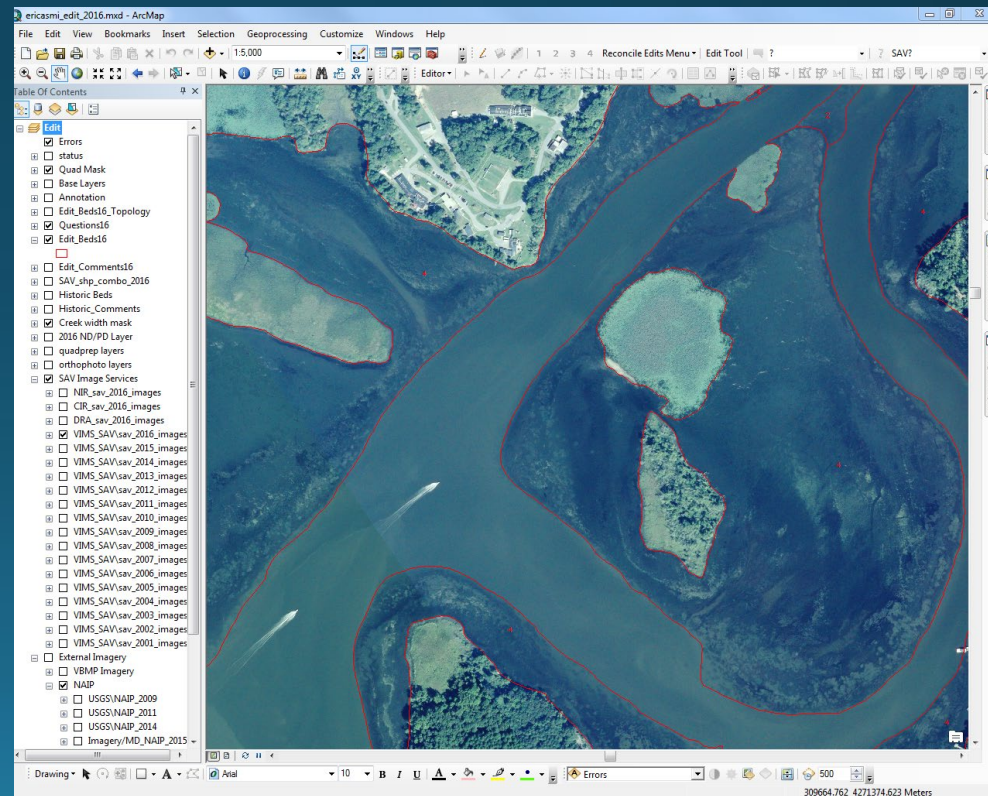 ericasmi_edit_2016.mxd - ArcMap
File Edit View Bookmarks Insert Selection Geoprocessing Customize Windows Help
1:5,000 1 2 3 4 Reconcile Edits Menu Edit Tool ? ? SAV?
Editor
Table Of Contents
Edit
Errors
status
Quad Mask
Base Layers
Annotation
Edit_Beds16_Topology
Questions16
Edit_Beds16
Edit_Comments16
SAV_shp_combo_2016
Historic Beds
Historic_Comments
Creek width mask
2016 ND/PD Layer
quadprep layers
orthophoto layers
SAV Image Services
NIR_sav_2016_images
CIR_sav_2016_images
DRA_sav_2016_images
VIMS_SAV\sav_2016_images
VIMS_SAV\sav_2015_images
VIMS_SAV\sav_2014_images
VIMS_SAV\sav_2013_images
VIMS_SAV\sav_2012_images
VIMS_SAV\sav_2011_images
VIMS_SAV\sav_2010_images
VIMS_SAV\sav_2009_images
VIMS_SAV\sav_2008_images
VIMS_SAV\sav_2007_images
VIMS_SAV\sav_2006_images
VIMS_SAV\sav_2005_images
VIMS_SAV\sav_2004_images
VIMS_SAV\sav_2003_images
VIMS_SAV\sav_2002_images
VIMS_SAV\sav_2001_images
External Imagery
VBMP Imagery
NAIP
USGS\NAIP_2009
USGS\NAIP_2011
USGS\NAIP_2014
Imagery/MD_NAIP_2015
Drawing A Arial 10 B I U A Errors 500
309664.762 4271374.623 Meters